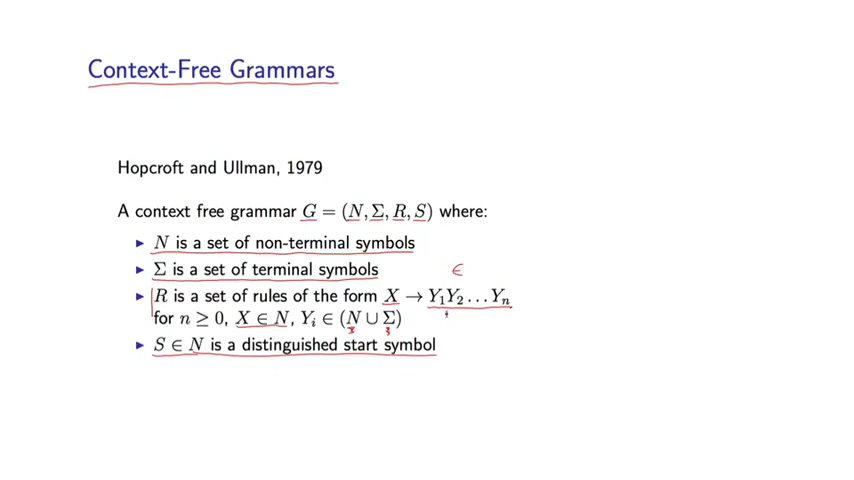 Context-Free Grammars
Hopcroft and Ullman, 1979
A context free grammar G = (N, Σ, R, S) where:
▶ N is a set of non-terminal symbols
▶ Σ is a set of terminal symbols
ϵ
▶ R is a set of rules of the form X → Y₁Y₂ … Yₙ
for n ≥ 0, X ∈ N, Yᵢ ∈ (N ∪ Σ)
▶ S ∈ N is a distinguished start symbol